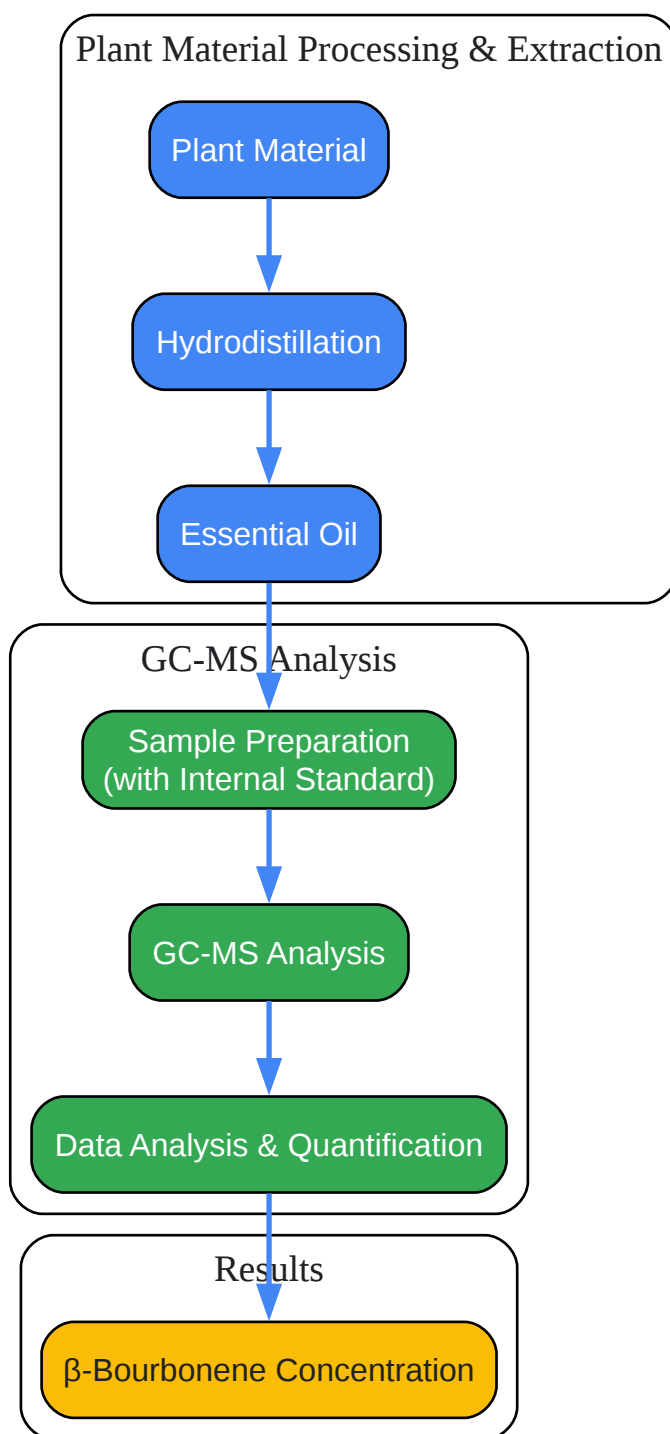 Plant Material Processing & Extraction
Plant Material
Hydrodistillation
Essential Oil
GC-MS Analysis
Sample Preparation
(with Internal Standard)
GC-MS Analysis
Data Analysis & Quantification
Results
β-Bourbonene Concentration